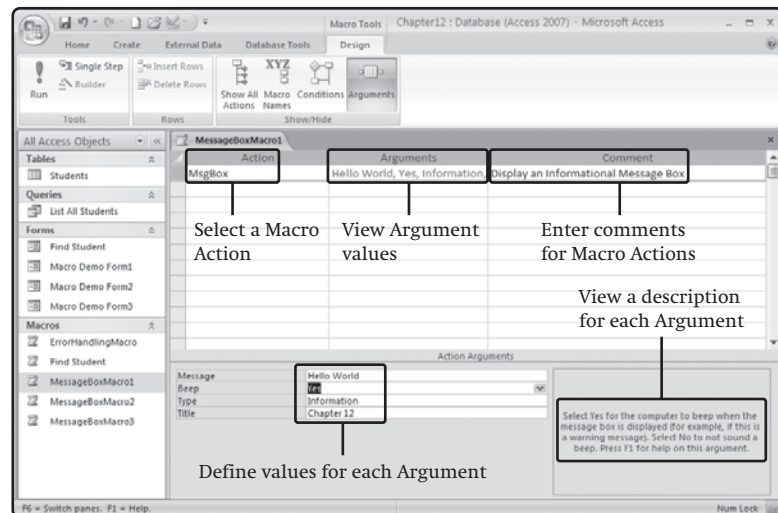 Macro Tools Chapter12 : Database (Access 2007) - Microsoft Access
Home Create External Data Database Tools Design
Run
Single Step
Builder
Tools
Insert Rows
Delete Rows
Rows
Show All Actions
Macro Names
Conditions
Arguments
Show/Hide
All Access Objects
Tables
Students
Queries
List All Students
Forms
Find Student
Macro Demo Form1
Macro Demo Form2
Macro Demo Form3
Macros
ErrorHandlingMacro
Find Student
MessageBoxMacro1
MessageBoxMacro2
MessageBoxMacro3
MessageBoxMacro1
Action Arguments Comment
MsgBox Hello World, Yes, Information, Display an Informational Message Box
Select a Macro
Action
View Argument
values
Enter comments
for Macro Actions
View a description
for each Argument
Action Arguments
Message Hello World
Beep Yes
Type Information
Title Chapter 12
Define values for each Argument
Select Yes for the computer to beep when the
message box is displayed (for example, if this is
a warning message). Select No to not sound a
beep. Press F1 for help on this argument.
F6 = Switch panes. F1 = Help. Num Lock